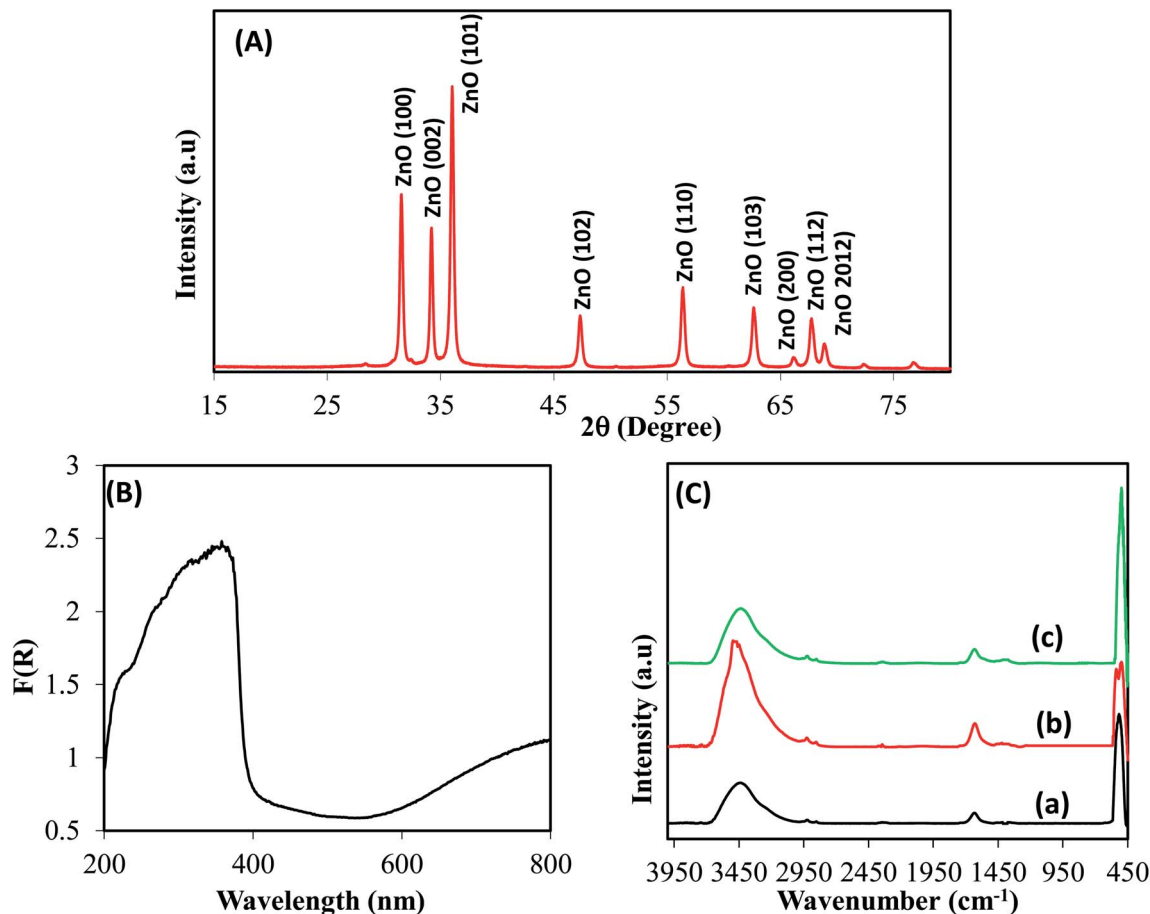 (A)
Intensity (a.u)
ZnO (100)
ZnO (002)
ZnO (101)
ZnO (102)
ZnO (110)
ZnO (103)
ZnO (200)
ZnO (112)
ZnO 2012)
15 25 35 45 55 65 75
2θ (Degree)
(B)
F(R)
3
2.5
2
1.5
1
0.5
200 400 600 800
Wavelength (nm)
(C)
Intensity (a.u)
(c)
(b)
(a)
3950 3450 2950 2450 1950 1450 950 450
Wavenumber (cm-1)